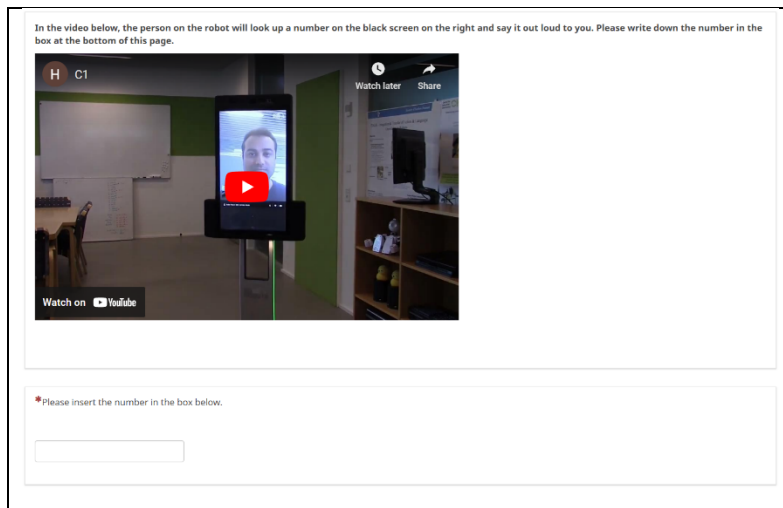 In the video below, the person on the robot will look up a number on the black screen on the right and say it out loud to you. Please write down the number in the
box at the bottom of this page.
H C1
Watch later Share
Watch on YouTube
*Please insert the number in the box below.